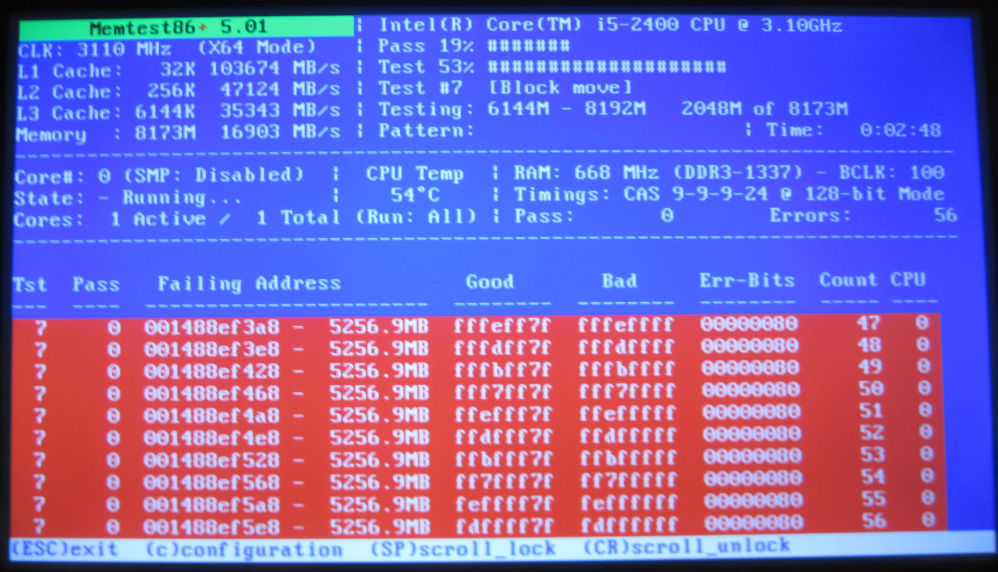 Memtest86+ 5.01 | Intel(R) Core(TM) i5-2400 CPU @ 3.10GHz
CLK: 3110 MHz (X64 Mode) | Pass 19% #######
L1 Cache: 32K 103674 MB/s | Test 53% ####################
L2 Cache: 256K 47124 MB/s | Test #7 [Block move]
L3 Cache: 6144K 35343 MB/s | Testing: 6144M - 8192M 2048M of 8173M
Memory : 8173M 16903 MB/s | Pattern: | Time: 0:02:48
Core#: 0 (SMP: Disabled) | CPU Temp | RAM: 668 MHz (DDR3-1337) - BCLK: 100
State: - Running... | 54°C | Timings: CAS 9-9-9-24 @ 128-bit Mode
Cores: 1 Active / 1 Total (Run: All) | Pass: 0 Errors: 56
Tst Pass Failing Address Good Bad Err-Bits Count CPU
7 0 001488ef3a8 - 5256.9MB fffeff7f fffeffff 00000080 47 0
7 0 001488ef3e8 - 5256.9MB fffdff7f fffdffff 00000080 48 0
7 0 001488ef428 - 5256.9MB fffbff7f fffbffff 00000080 49 0
7 0 001488ef468 - 5256.9MB fff7ff7f fff7ffff 00000080 50 0
7 0 001488ef4a8 - 5256.9MB ffefff7f ffefffff 00000080 51 0
7 0 001488ef4e8 - 5256.9MB ffdfff7f ffdfffff 00000080 52 0
7 0 001488ef528 - 5256.9MB ffbfff7f ffbfffff 00000080 53 0
7 0 001488ef568 - 5256.9MB ff7fff7f ff7fffff 00000080 54 0
7 0 001488ef5a8 - 5256.9MB feffff7f feffffff 00000080 55 0
7 0 001488ef5e8 - 5256.9MB fdffff7f fdffffff 00000080 56 0
(ESC)exit (c)configuration (SP)scroll_lock (CR)scroll_unlock